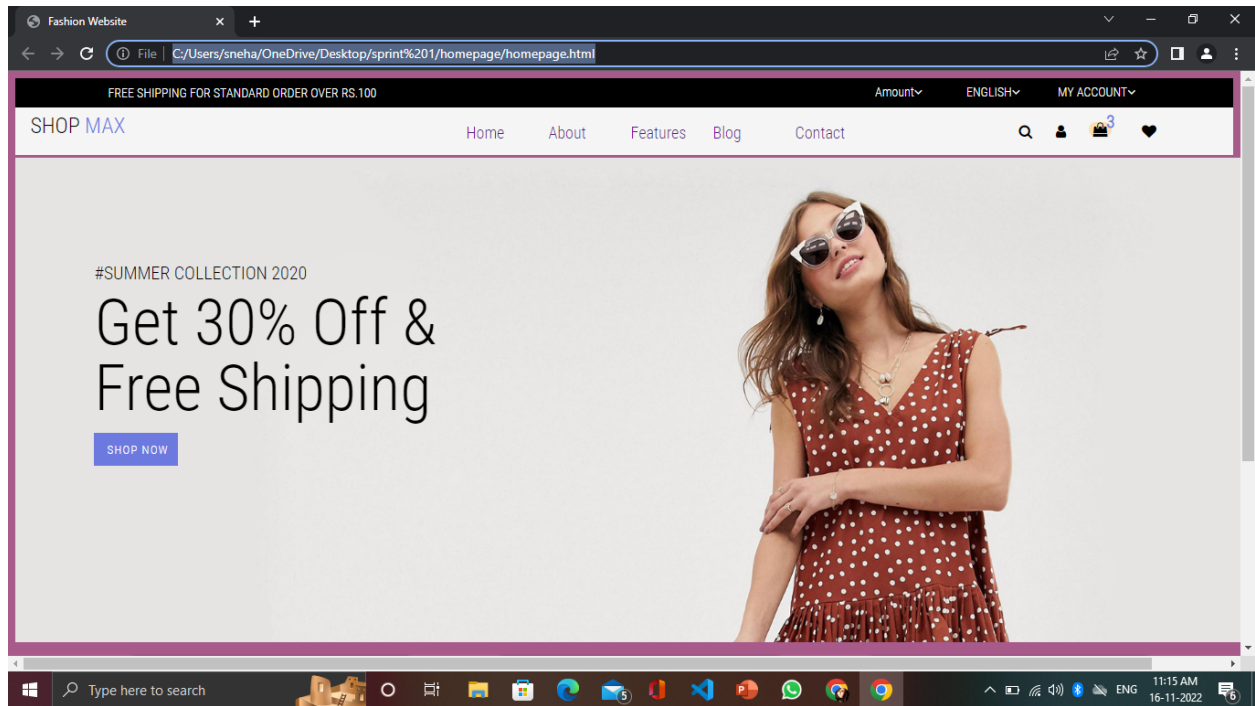 Fashion Website
File C:/Users/sneha/OneDrive/Desktop/sprint%201/homepage/homepage.html
FREE SHIPPING FOR STANDARD ORDER OVER RS.100 Amount ENGLISH MY ACCOUNT
SHOP MAX Home About Features Blog Contact 3
#SUMMER COLLECTION 2020
Get 30% Off &
Free Shipping
SHOP NOW
Type here to search 5 ENG 11:15 AM
16-11-2022 6